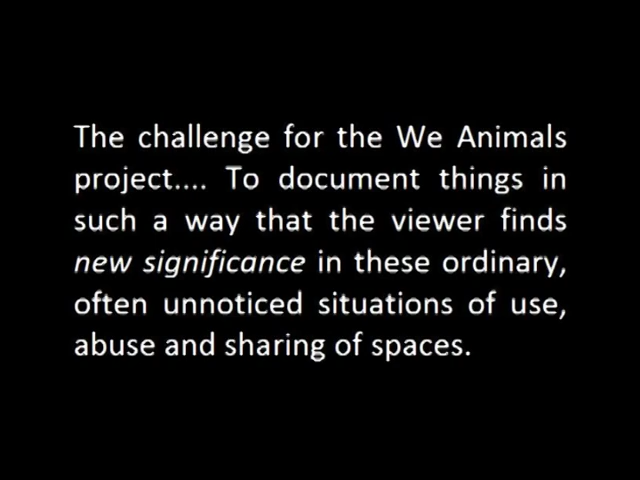 The challenge for the We Animals
project.... To document things in
such a way that the viewer finds
new significance in these ordinary,
often unnoticed situations of use,
abuse and sharing of spaces.